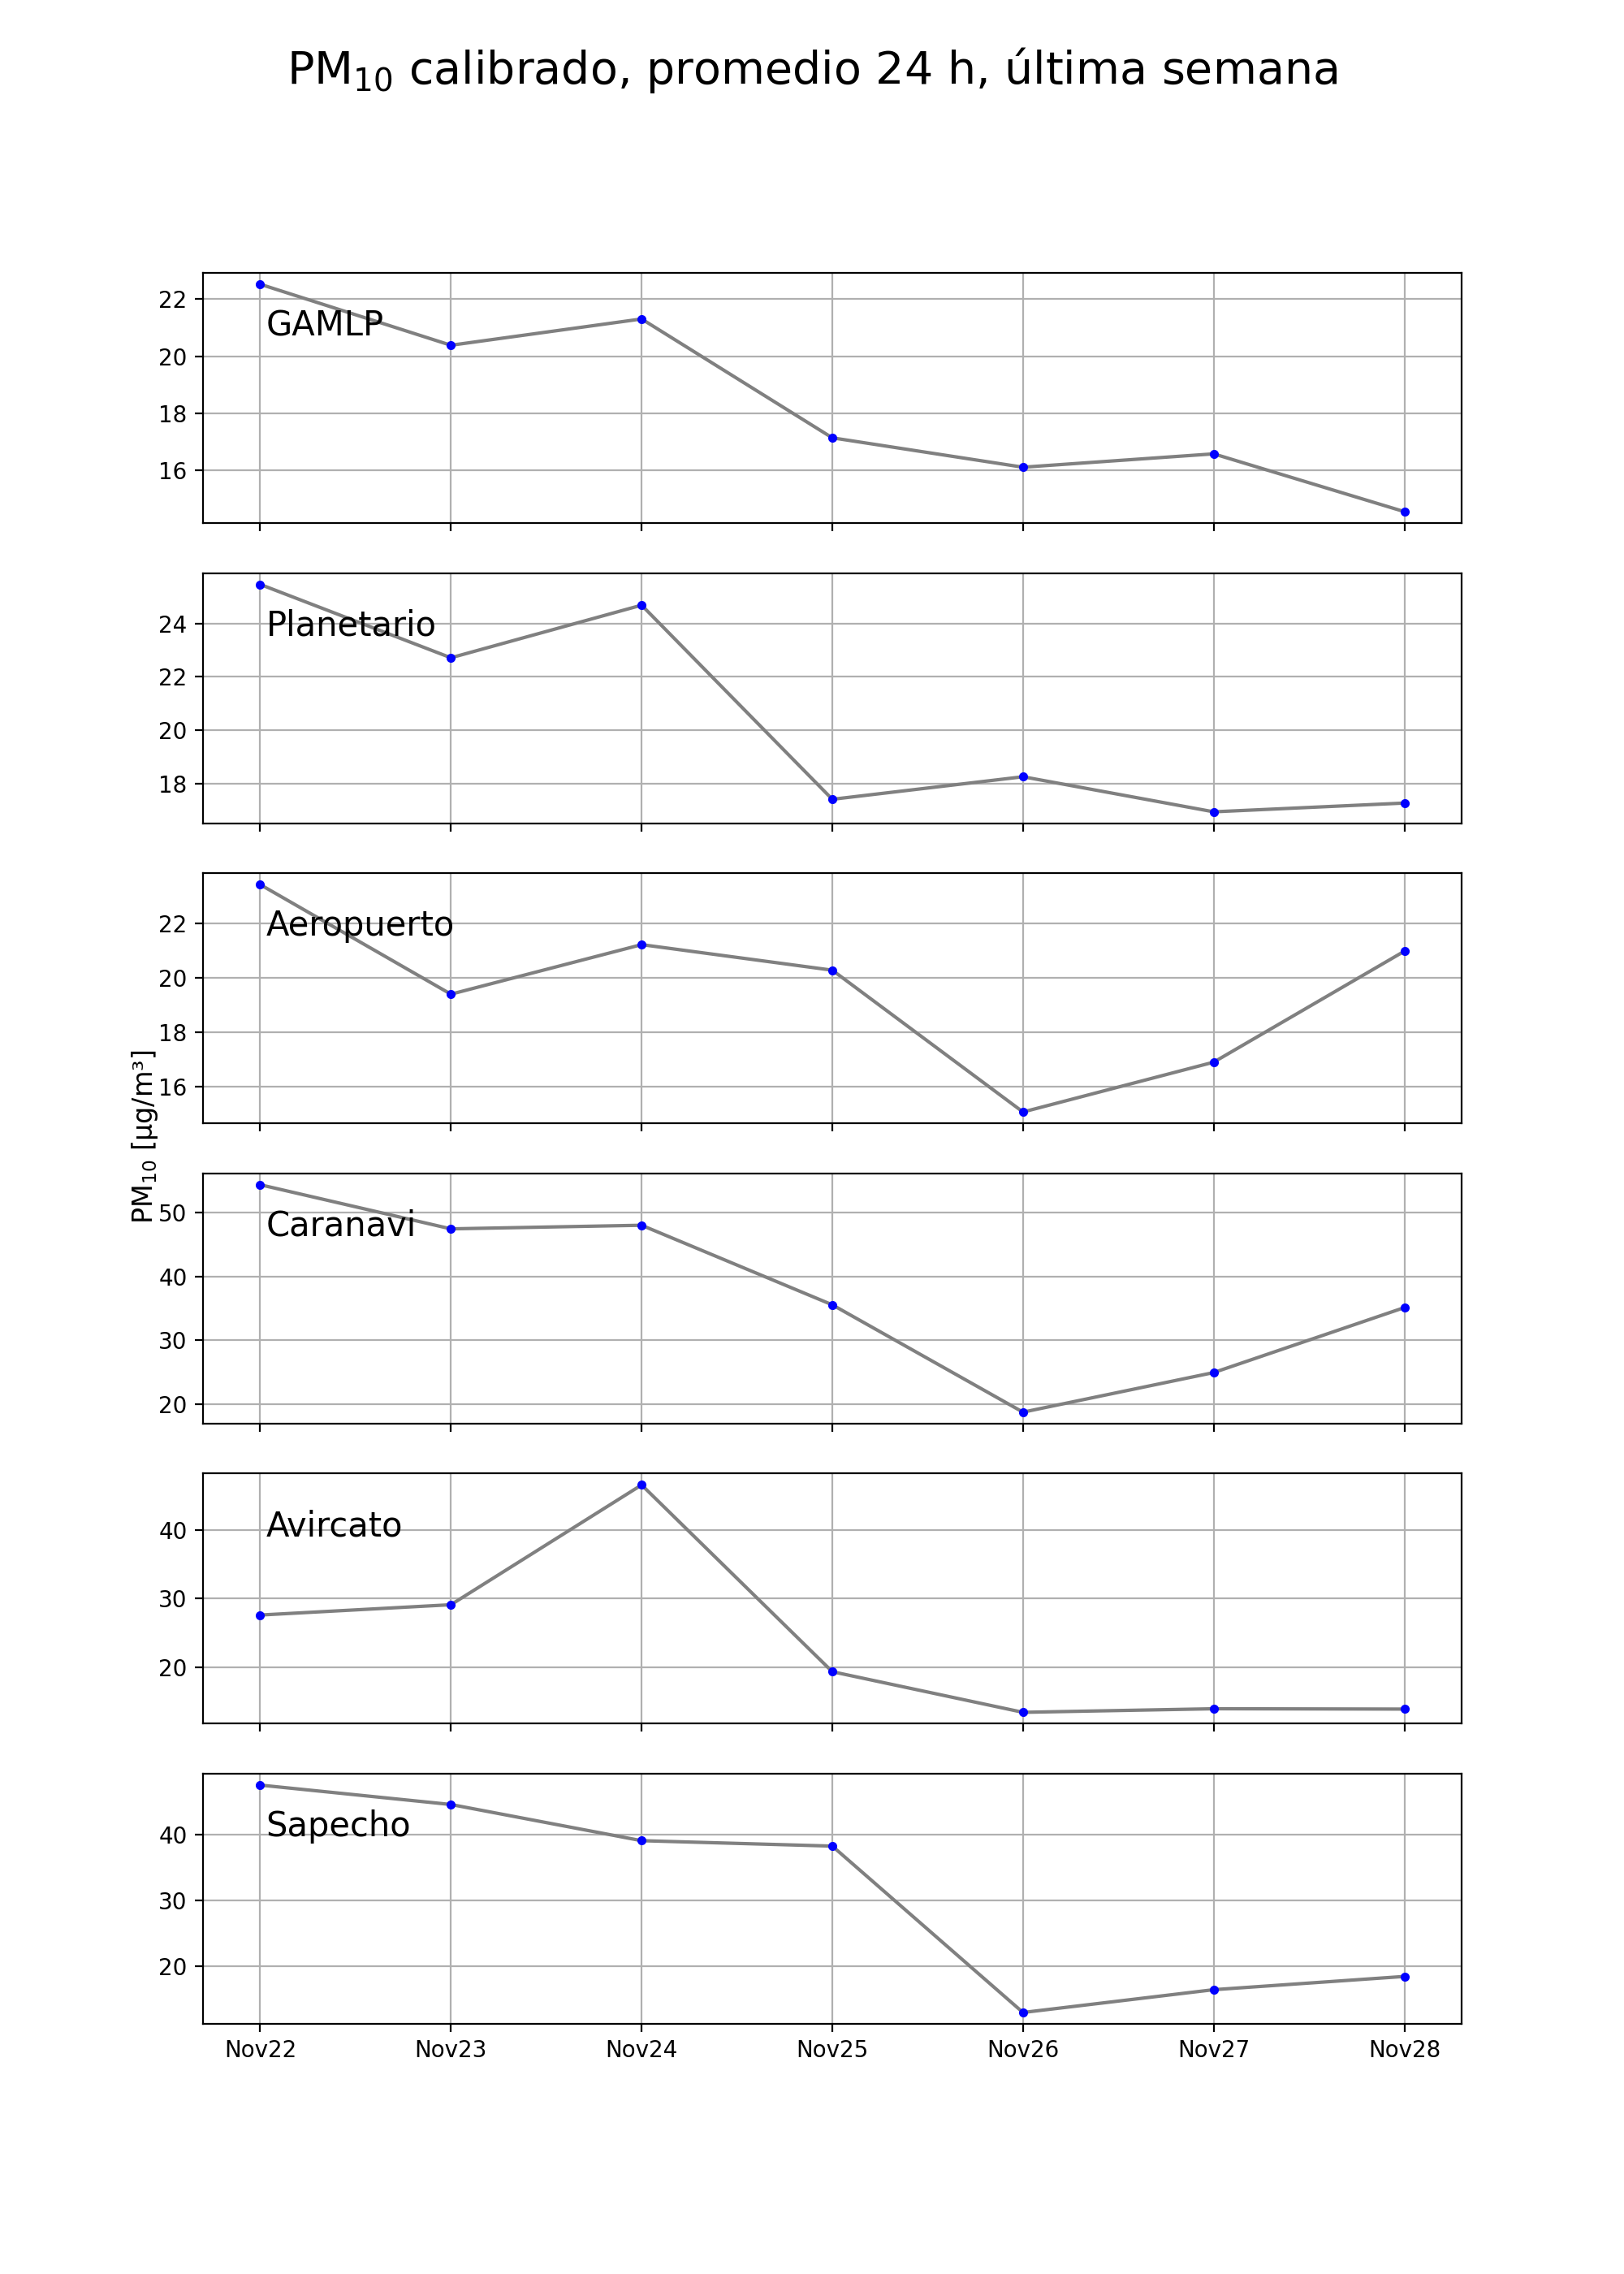 PM₁₀ calibrado, promedio 24 h, última semana
22
20
18
16
GAMLP
24
22
20
18
Planetario
22
20
18
16
Aeropuerto
PM₁₀ [µg/m³]
50
40
30
20
Caranavi
40
30
20
Avircato
40
30
20
Sapecho
Nov22 Nov23 Nov24 Nov25 Nov26 Nov27 Nov28